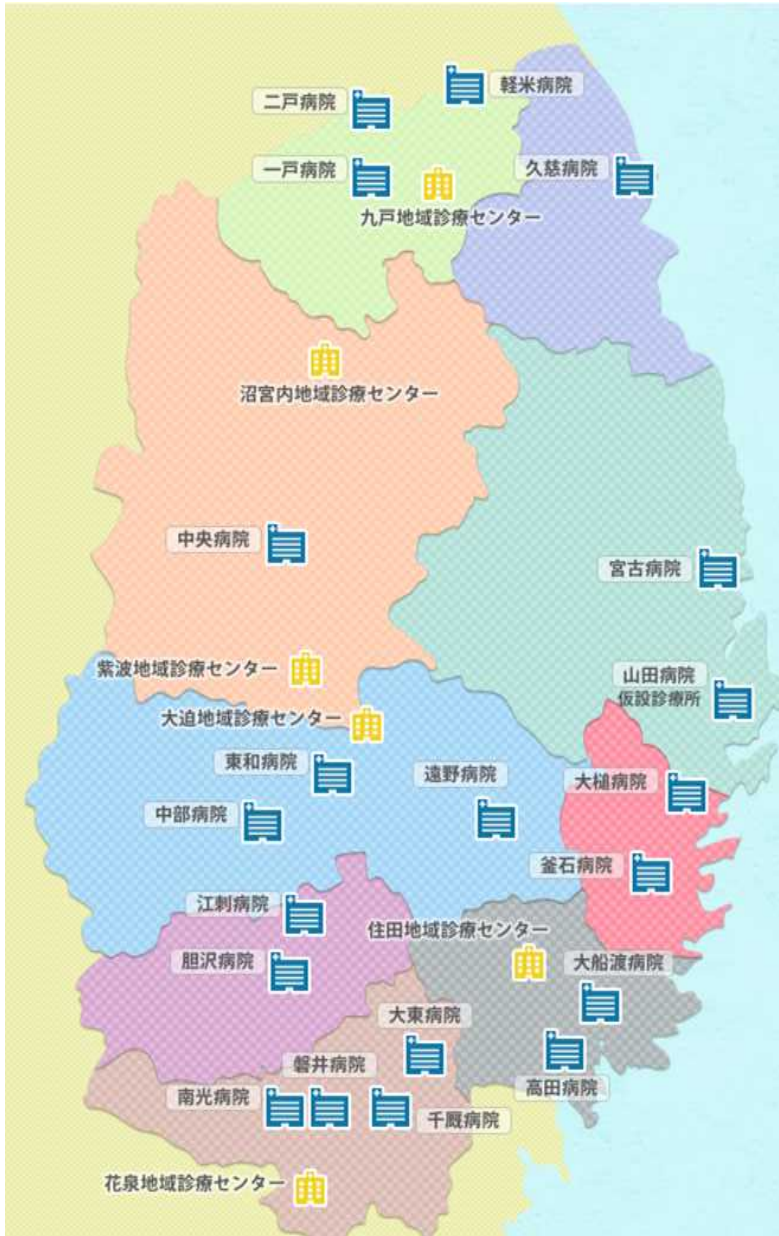 軽米病院
二戸病院
一戸病院
久慈病院
九戸地域診療センター
沼宮内地域診療センター
中央病院
宮古病院
紫波地域診療センター
山田病院
仮設診療所
大迫地域診療センター
東和病院
遠野病院
大槌病院
中部病院
釜石病院
江刺病院
住田地域診療センター
胆沢病院
大船渡病院
大東病院
磐井病院
高田病院
南光病院
千厩病院
花泉地域診療センター